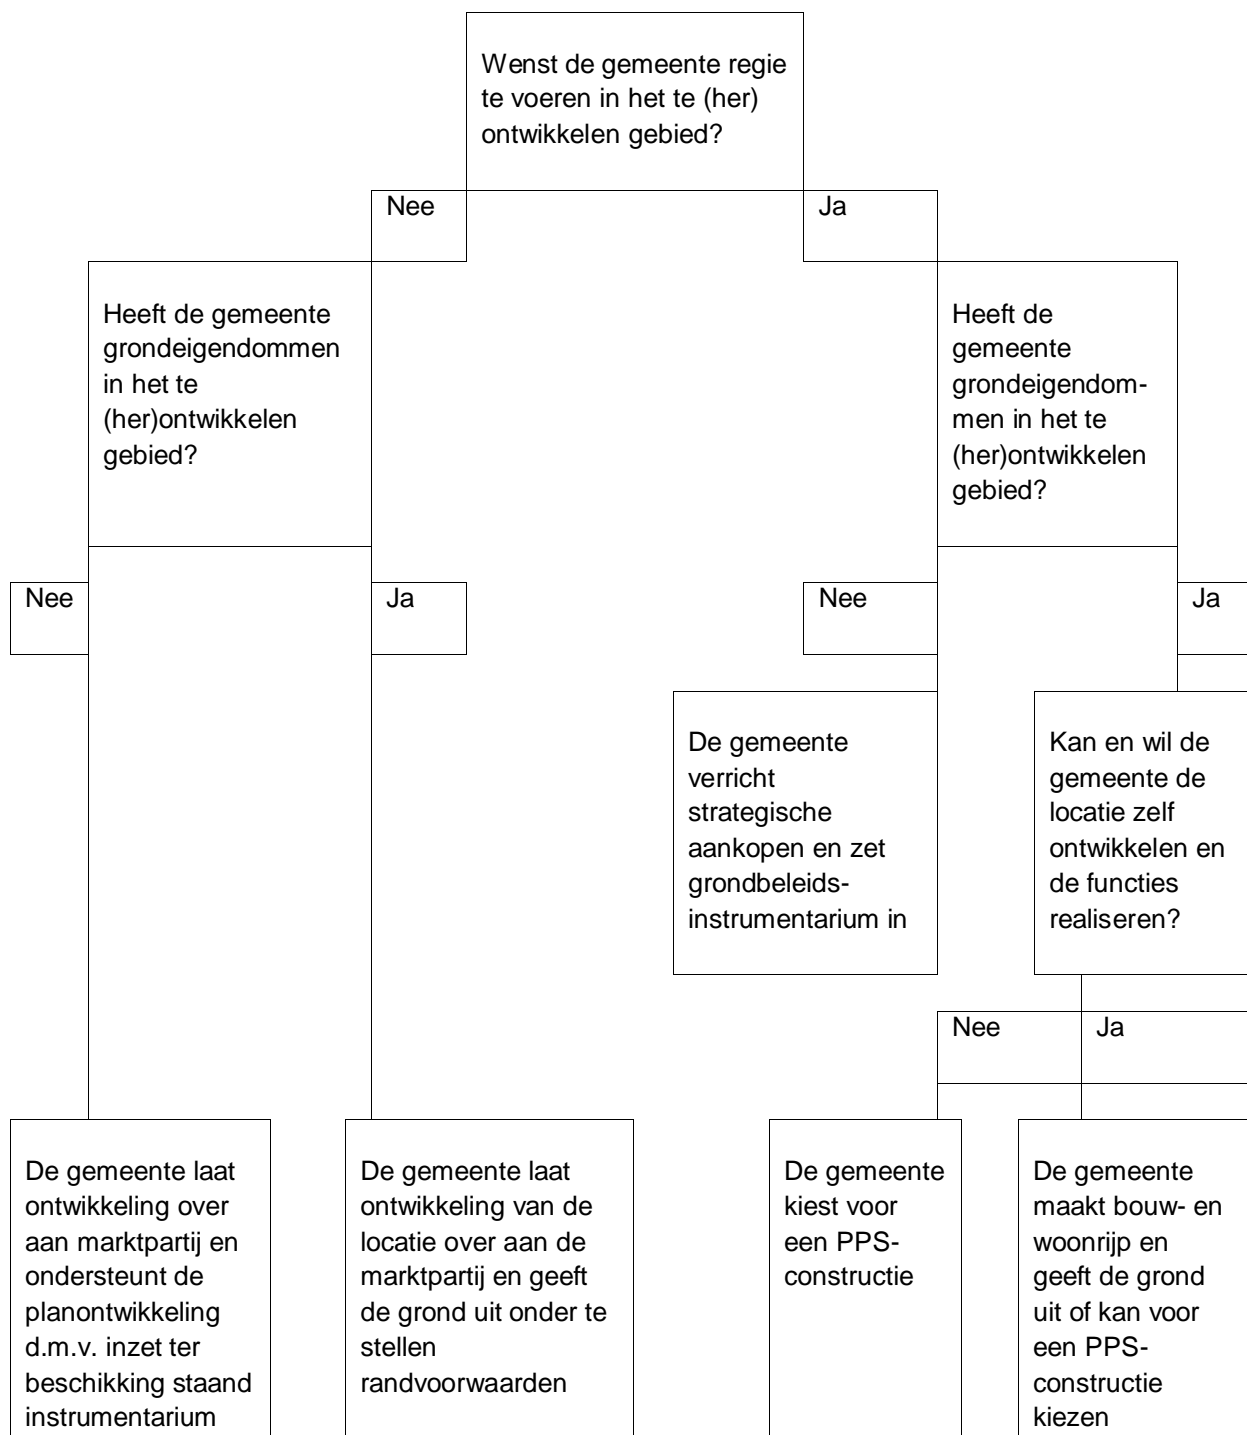 Wenst de gemeente regie
te voeren in het te (her)
ontwikkelen gebied?
Nee
Ja
Heeft de gemeente
grondeigendommen
in het te
(her)ontwikkelen
gebied?
Heeft de
gemeente
grondeigendom-
men in het te
(her)ontwikkelen
gebied?
Nee
Ja
Nee
Ja
De gemeente
verricht
strategische
aankopen en zet
grondbeleids-
instrumentarium in
Kan en wil de
gemeente de
locatie zelf
ontwikkelen en
de functies
realiseren?
Nee
Ja
De gemeente laat
ontwikkeling over
aan marktpartij en
ondersteunt de
planontwikkeling
d.m.v. inzet ter
beschikking staand
instrumentarium
De gemeente laat
ontwikkeling van de
locatie over aan de
marktpartij en geeft
de grond uit onder te
stellen
randvoorwaarden
De gemeente
kiest voor
een PPS-
constructie
De gemeente
maakt bouw- en
woonrijp en
geeft de grond
uit of kan voor
een PPS-
constructie
kiezen